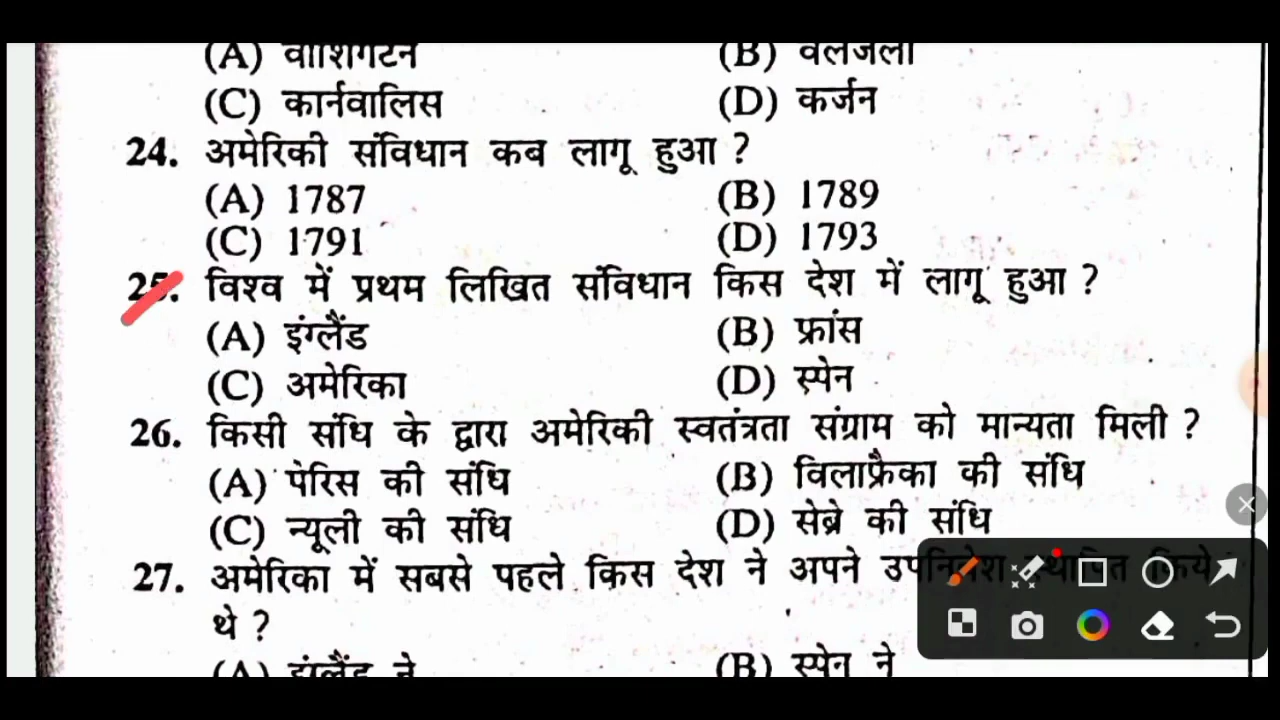 (A) वाशिंगटन (B) वेलेजली
(C) कार्नवालिस (D) कर्जन
24. अमेरिकी संविधान कब लागू हुआ ?
(A) 1787 (B) 1789
(C) 1791 (D) 1793
25. विश्व में प्रथम लिखित संविधान किस देश में लागू हुआ ?
(A) इंग्लैंड (B) फ्रांस
(C) अमेरिका (D) स्पेन
26. किसी संधि के द्वारा अमेरिकी स्वतंत्रता संग्राम को मान्यता मिली ?
(A) पेरिस की संधि (B) विलाफ्रैका की संधि
(C) न्यूली की संधि (D) सेब्रे की संधि
27. अमेरिका में सबसे पहले किस देश ने अपने उपनिवेश स्थापित किये
थे ?
(A) इंग्लैंड ने (B) स्पेन ने